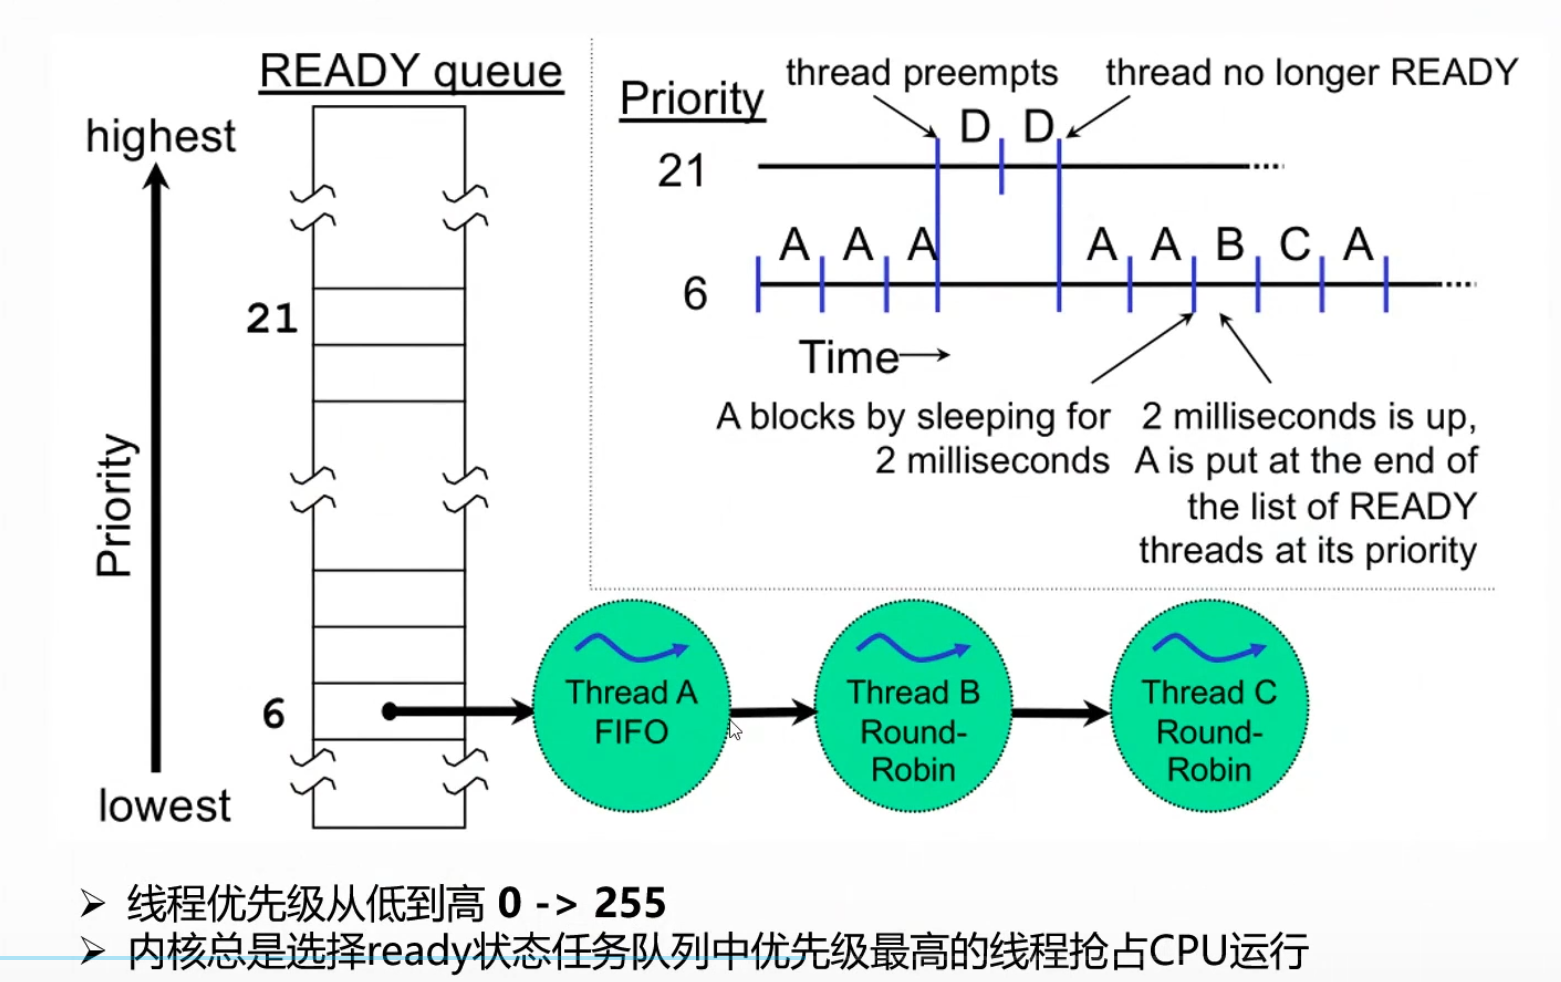 READY queue
highest
21
Priority
6
lowest
Priority
thread preempts
thread no longer READY
D D
21
A A A A A B C A
6
Time
A blocks by sleeping for
2 milliseconds
2 milliseconds is up,
A is put at the end of
the list of READY
threads at its priority
Thread A
FIFO
Thread B
Round-
Robin
Thread C
Round-
Robin
线程优先级从低到高 0 -> 255
内核总是选择ready状态任务队列中优先级最高的线程抢占CPU运行